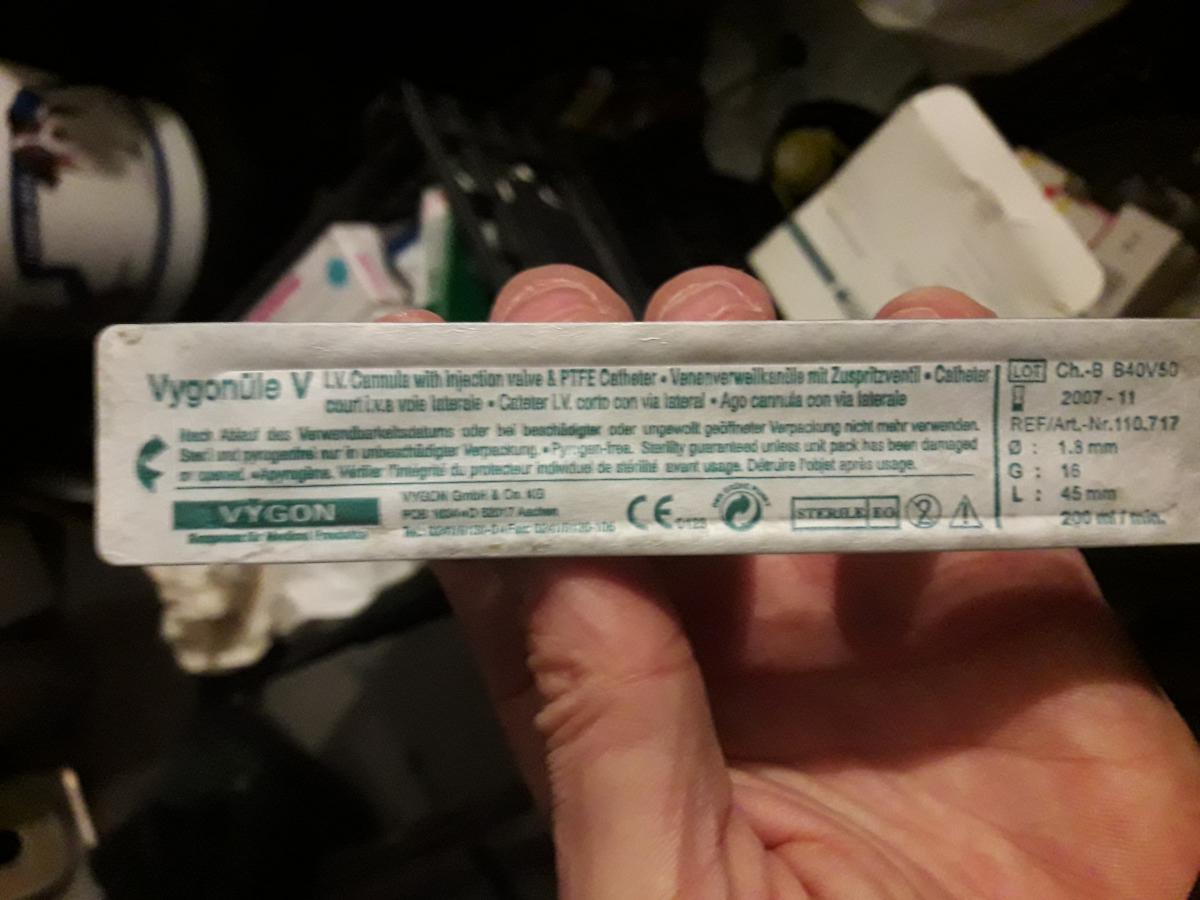 Vygonüle V
I.V. Cannula with injection valve & PTFE Catheter • Venenverweilkanüle mit Zuspritzventil • Catheter
court i.v.a voie laterale • Cateter I.V. corto con via lateral • Ago cannula con via laterale
Nach Ablauf des Verwendbarkeitsdatums oder bei beschädigter oder ungewollt geöffneter Verpackung nicht mehr verwenden.
Steril und pyrogenfrei nur in unbeschädigter Verpackung. • Pyrogen-free. Sterility guaranteed unless unit pack has been damaged
or opened. • Apyrogène. Vérifier l'intégrité du protecteur individuel de stérilité avant usage. Détruire l'objet après usage.
VYGON
VYGON GmbH & Co. KG
Aachen
CE 0123
STERILE EO
2
LOT Ch.-B B40V50
2007-11
REF/Art.-Nr.110.717
Ø : 1.8 mm
G : 16
L : 45 mm
200 ml / min.